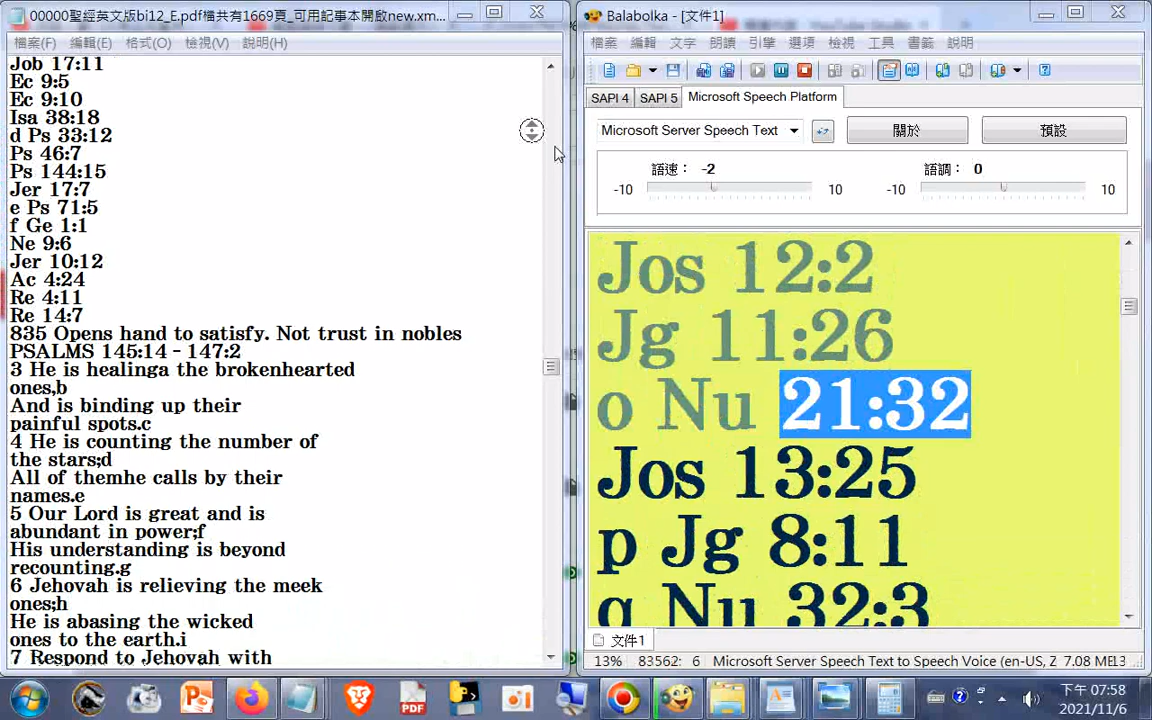 00000聖經英文版bi12_E.pdf檔共有1669頁_可用記事本開啟new.xm...
檔案(F) 編輯(E) 格式(O) 檢視(V) 說明(H)
Job 17:11
Ec 9:5
Ec 9:10
Isa 38:18
d Ps 33:12
Ps 46:7
Ps 144:15
Jer 17:7
e Ps 71:5
f Ge 1:1
Ne 9:6
Jer 10:12
Ac 4:24
Re 4:11
Re 14:7
835 Opens hand to satisfy. Not trust in nobles
PSALMS 145:14 - 147:2
3 He is healinga the brokenhearted
ones,b
And is binding up their
painful spots.c
4 He is counting the number of
the stars;d
All of themhe calls by their
names.e
5 Our Lord is great and is
abundant in power;f
His understanding is beyond
recounting.g
6 Jehovah is relieving the meek
ones;h
He is abasing the wicked
ones to the earth.i
7 Respond to Jehovah with
Balabolka - [文件1]
檔案 編輯 文字 朗讀 引擎 選項 檢視 工具 書籤 說明
SAPI 4 SAPI 5 Microsoft Speech Platform
Microsoft Server Speech Text 關於 預設
語速： -2 語調： 0
-10 10 -10 10
Jos 12:2
Jg 11:26
o Nu 21:32
Jos 13:25
p Jg 8:11
q Nu 32:3
文件1
13% 83562: 6 Microsoft Server Speech Text to Speech Voice (en-US, Z 7.08 ME
下午 07:58
2021/11/6